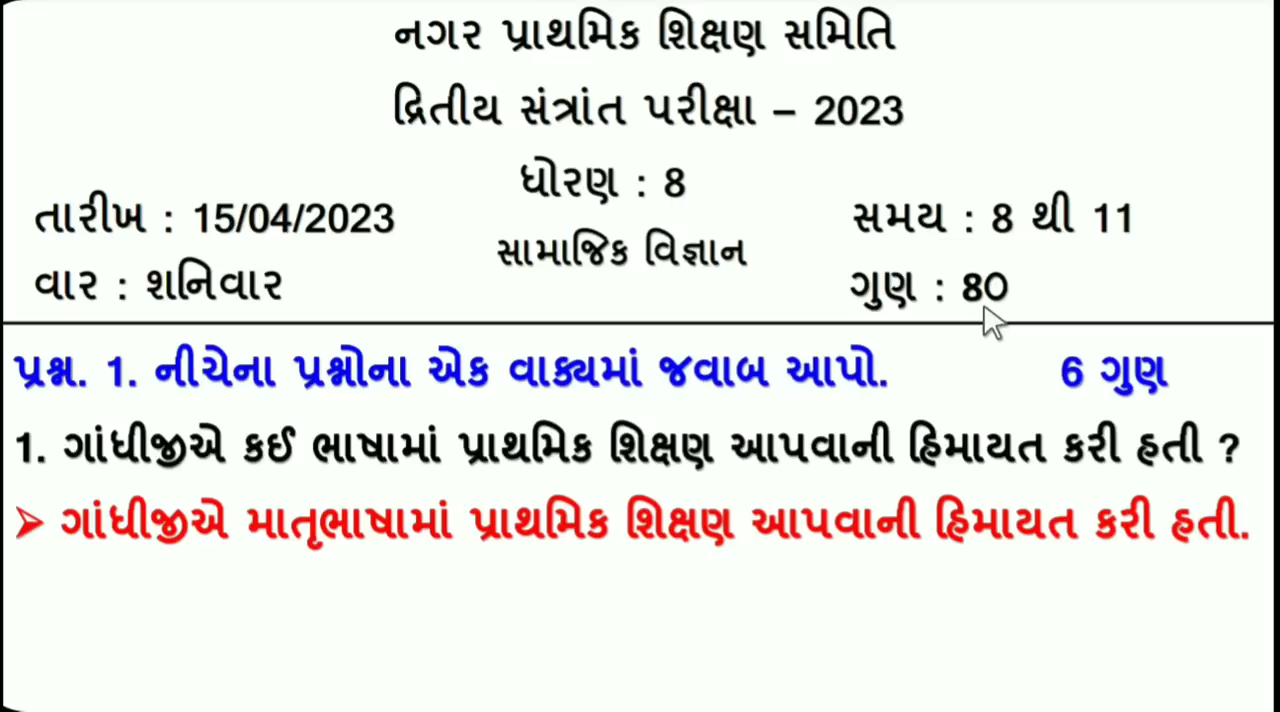 નગર પ્રાથમિક શિક્ષણ સમિતિ
દ્રિતીય સંત્રાંત પરીક્ષા – 2023
ધોરણ : 8
તારીખ : 15/04/2023
સમય : 8 થી 11
સામાજિક વિજ્ઞાન
વાર : શનિવાર
ગુણ : 80
પ્રશ્ન. 1. નીચેના પ્રશ્નોના એક વાક્યમાં જવાબ આપો. 6 ગુણ
1. ગાંધીજીએ કઈ ભાષામાં પ્રાથમિક શિક્ષણ આપવાની હિમાયત કરી હતી ?
➢ ગાંધીજીએ માતૃભાષામાં પ્રાથમિક શિક્ષણ આપવાની હિમાયત કરી હતી.